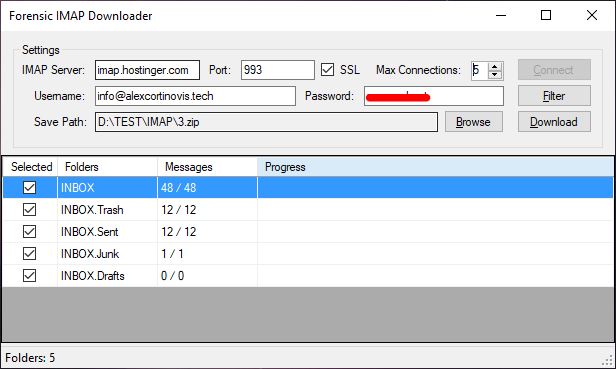 Forensic IMAP Downloader
Settings
IMAP Server: imap.hostinger.com Port: 993 SSL Max Connections: 5 Connect
Username: info@alexcortinovis.tech Password: Filter
Save Path: D:\TEST\IMAP\3.zip Browse Download
Selected Folders Messages Progress
INBOX 48 / 48
INBOX.Trash 12 / 12
INBOX.Sent 12 / 12
INBOX.Junk 1 / 1
INBOX.Drafts 0 / 0
Folders: 5